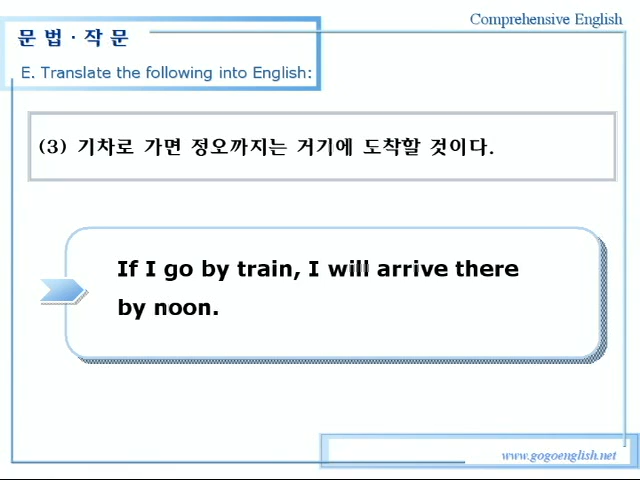 Comprehensive English
문 법 · 작 문
E. Translate the following into English:
(3) 기차로 가면 정오까지는 거기에 도착할 것이다.
If I go by train, I will arrive there
by noon.
www.gogoenglish.net